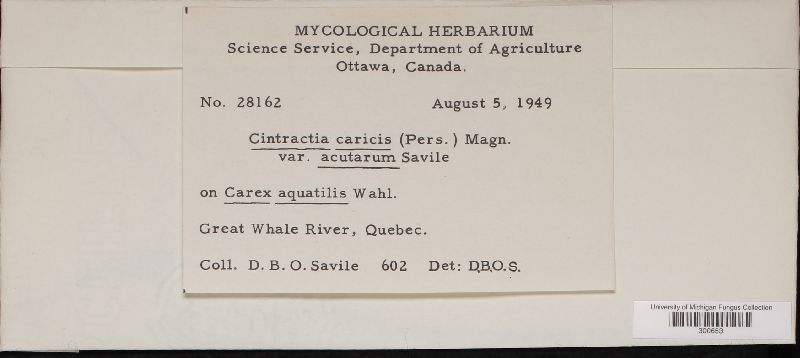 MYCOLOGICAL HERBARIUM
Science Service, Department of Agriculture
Ottawa, Canada.
No. 28162 August 5, 1949
Cintractia caricis (Pers.) Magn.
var. acutarum Savile
on Carex aquatilis Wahl.
Great Whale River, Quebec.
Coll. D. B. O. Savile 602 Det: D.B.O.S.
University of Michigan Fungus Collection
300653